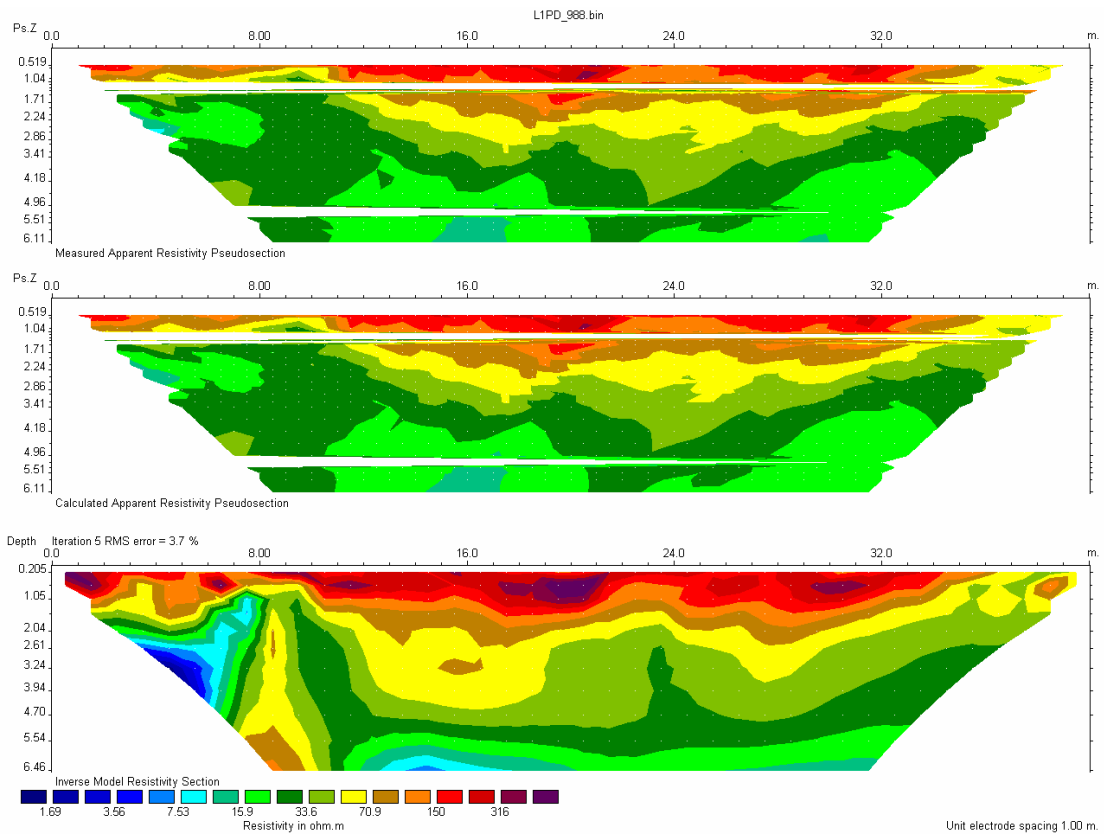 L1PD_988.bin
Ps.Z
0.0 8.00 16.0 24.0 32.0 m.
0.519
1.04
1.71
2.24
2.86
3.41
4.18
4.96
5.51
6.11
Measured Apparent Resistivity Pseudosection
Ps.Z
0.0 8.00 16.0 24.0 32.0 m.
0.519
1.04
1.71
2.24
2.86
3.41
4.18
4.96
5.51
6.11
Calculated Apparent Resistivity Pseudosection
Depth Iteration 5 RMS error = 3.7 %
0.0 8.00 16.0 24.0 32.0 m.
0.205
1.05
2.04
2.61
3.24
3.94
4.70
5.54
6.46
Inverse Model Resistivity Section
1.69 3.56 7.53 15.9 33.6 70.9 150 316
Resistivity in ohm.m Unit electrode spacing 1.00 m.